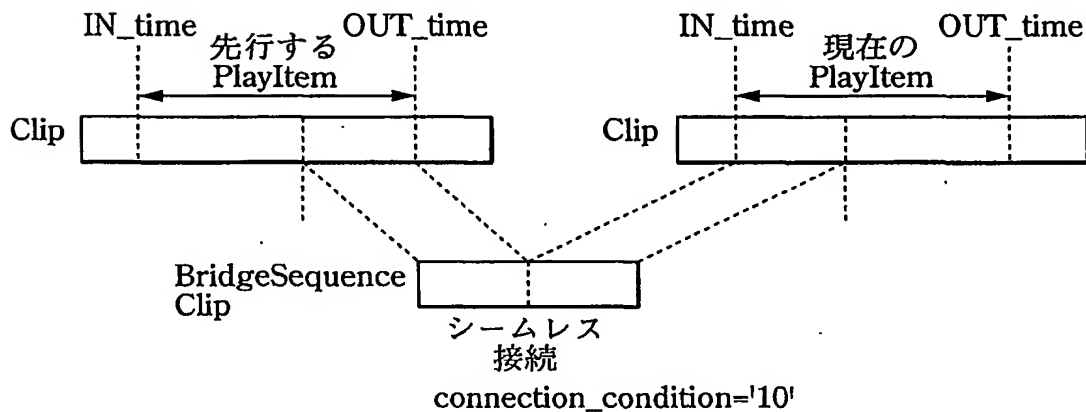 IN_time
OUT_time
IN_time
OUT_time
先行する
PlayItem
現在の
PlayItem
Clip
Clip
BridgeSequence
Clip
シームレス
接続
connection_condition='10'